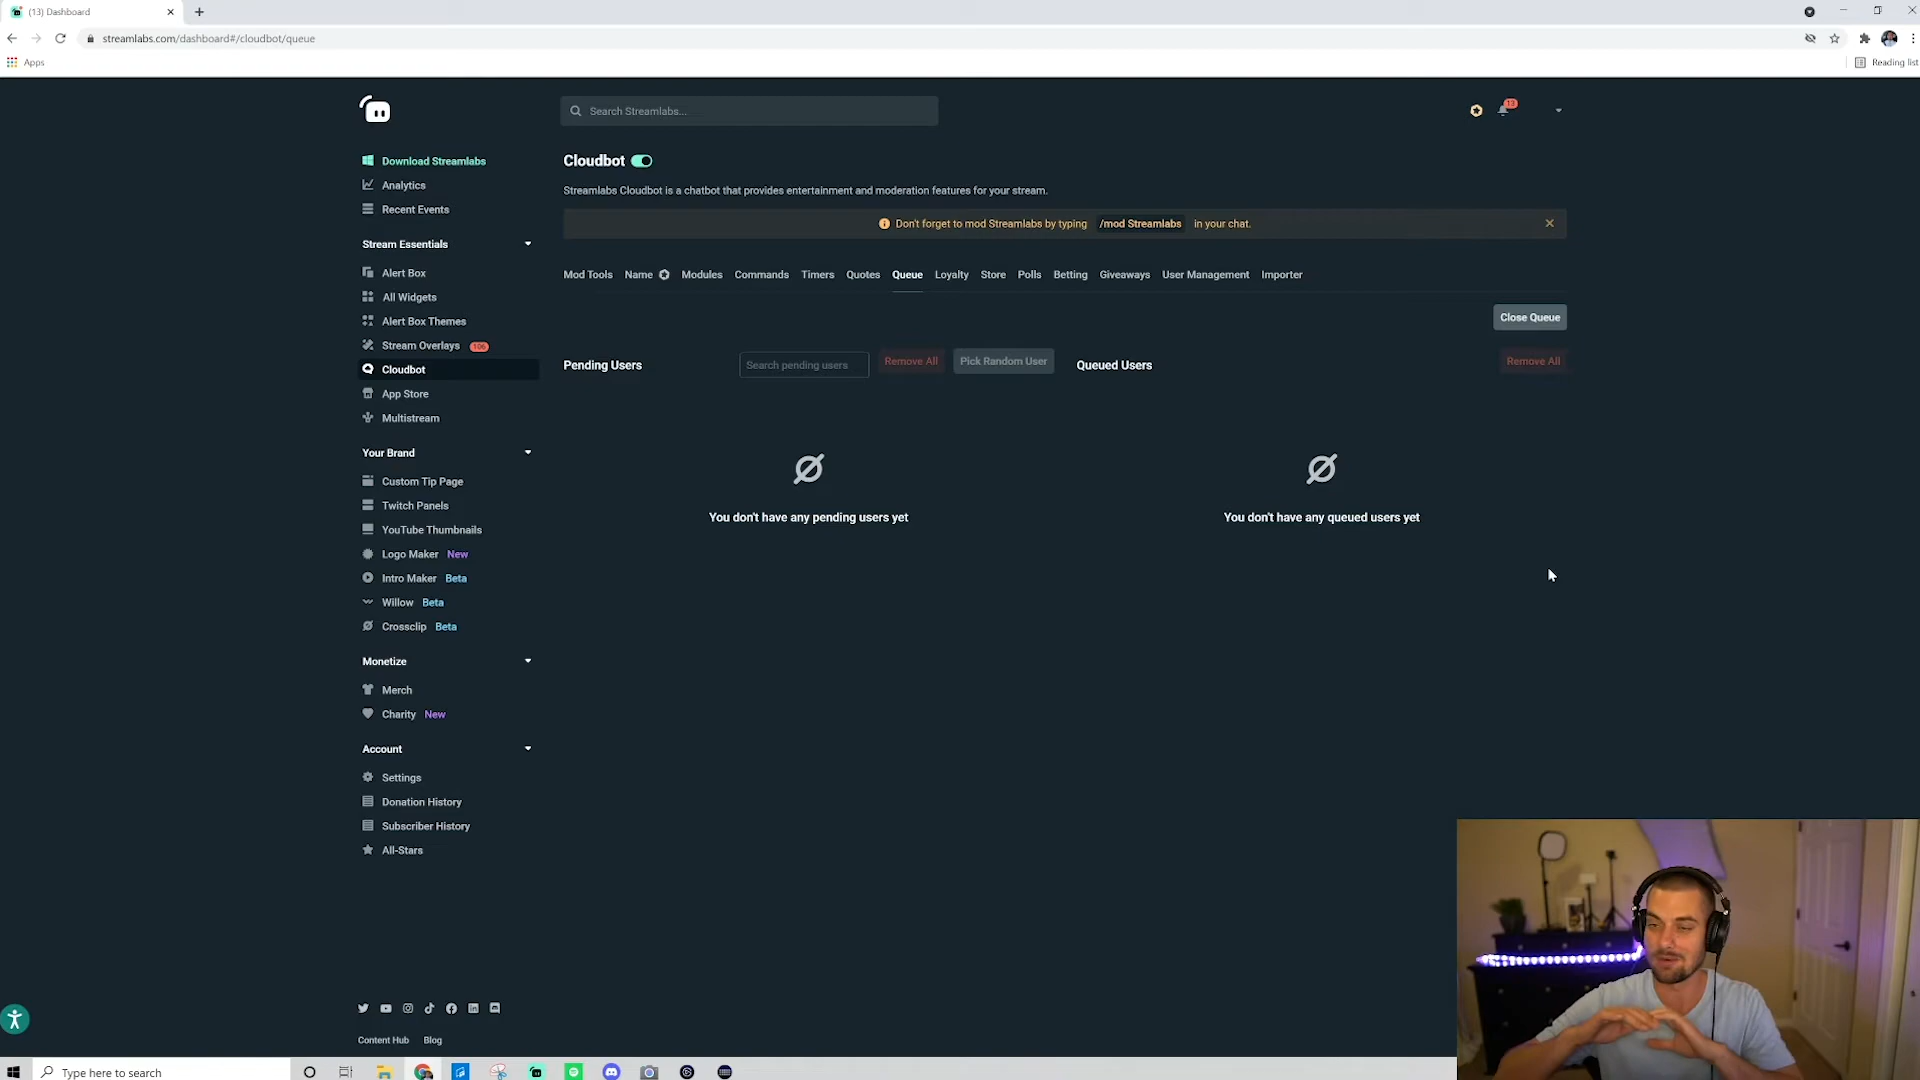 (13) Dashboard
streamlabs.com/dashboard#/cloudbot/queue
Apps
Reading list
Search Streamlabs...
13
Download Streamlabs
Analytics
Recent Events
Stream Essentials
Alert Box
All Widgets
Alert Box Themes
Stream Overlays 106
Cloudbot
App Store
Multistream
Your Brand
Custom Tip Page
Twitch Panels
YouTube Thumbnails
Logo Maker New
Intro Maker Beta
Willow Beta
Crossclip Beta
Monetize
Merch
Charity New
Account
Settings
Donation History
Subscriber History
All-Stars
Content Hub Blog
Cloudbot
Streamlabs Cloudbot is a chatbot that provides entertainment and moderation features for your stream.
Don't forget to mod Streamlabs by typing /mod Streamlabs in your chat.
Mod Tools Name Modules Commands Timers Quotes Queue Loyalty Store Polls Betting Giveaways User Management Importer
Close Queue
Pending Users Search pending users Remove All Pick Random User
You don't have any pending users yet
Queued Users Remove All
You don't have any queued users yet
Type here to search